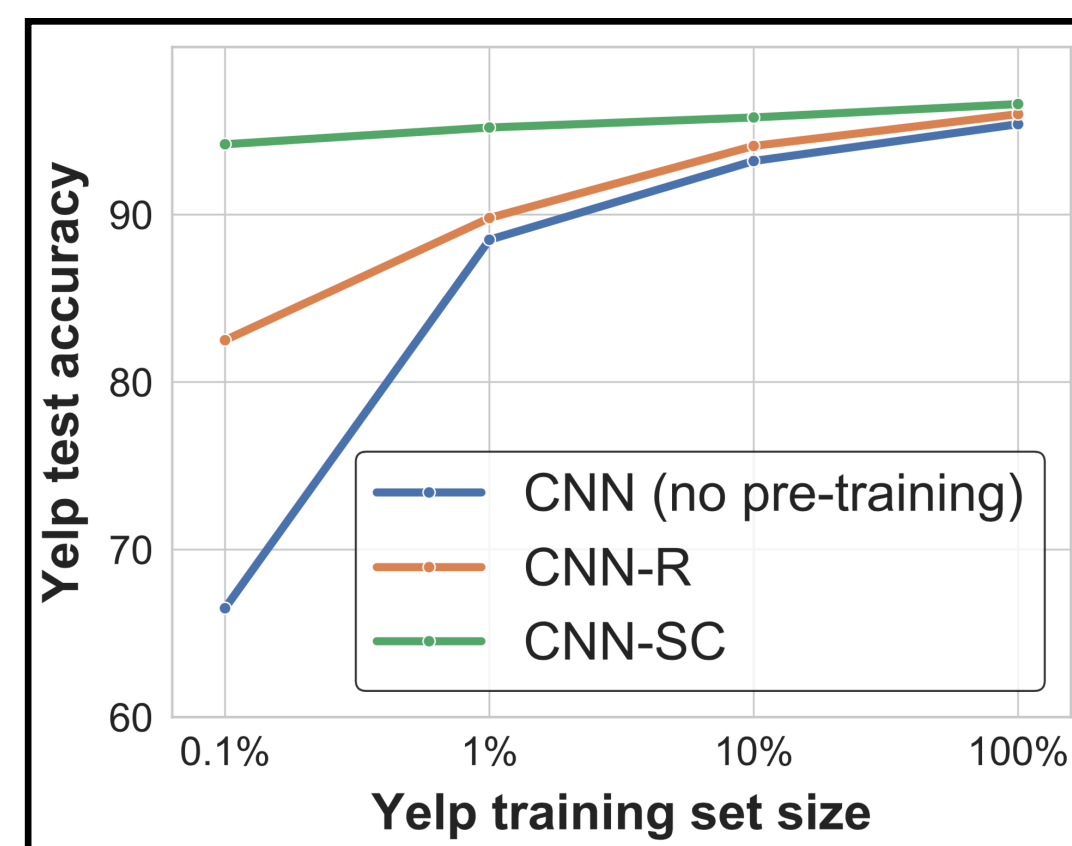 Yelp test accuracy
90
80
70
60
CNN (no pre-training)
CNN-R
CNN-SC
0.1% 1% 10% 100%
Yelp training set size